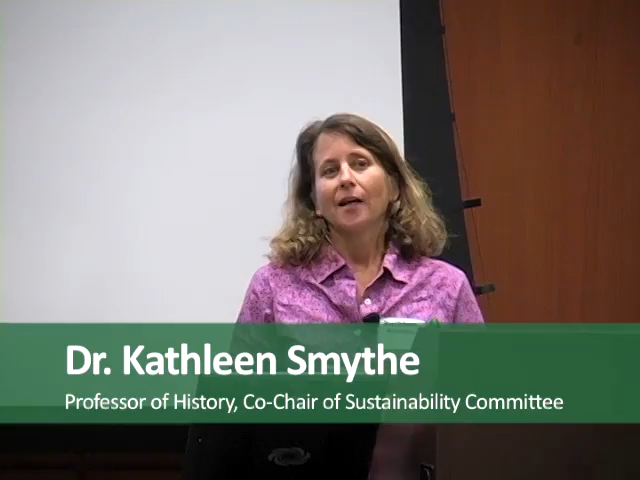 Dr. Kathleen Smythe
Professor of History, Co-Chair of Sustainability Committee